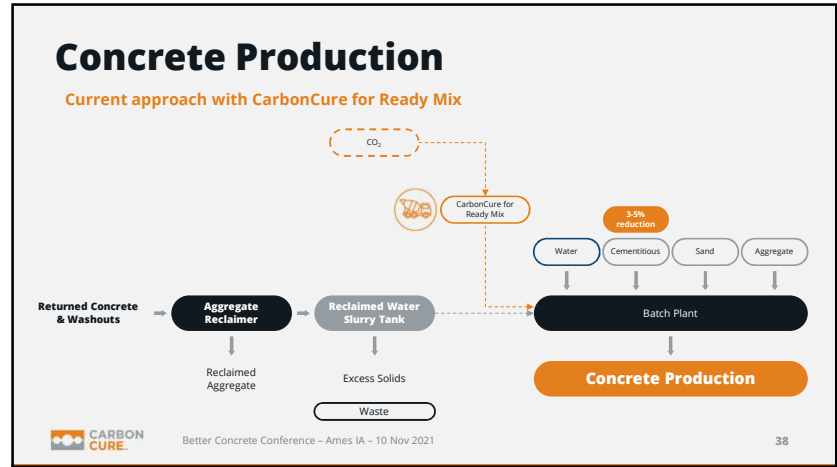 Concrete Production
Current approach with CarbonCure for Ready Mix
CO₂
CarbonCure for
Ready Mix
3-5%
reduction
Water
Cementitious
Sand
Aggregate
Returned Concrete
& Washouts
Aggregate
Reclaimer
Reclaimed Water
Slurry Tank
Batch Plant
Reclaimed
Aggregate
Excess Solids
Concrete Production
Waste
CARBON
CURE™
Better Concrete Conference – Ames IA – 10 Nov 2021
38